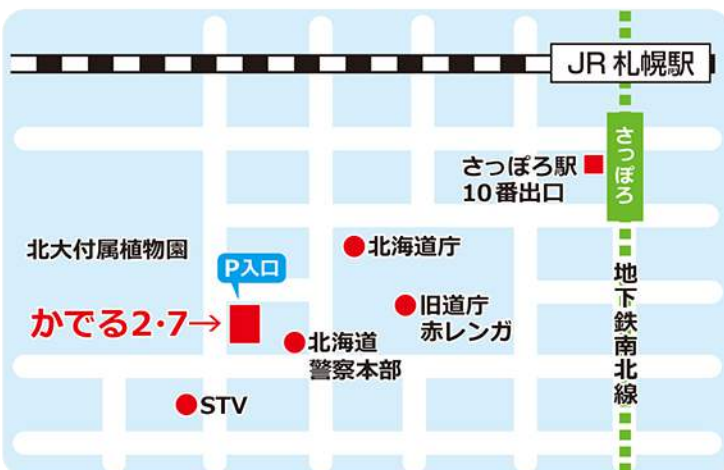 JR 札幌駅
さっぽろ
さっぽろ駅
10番出口
北大付属植物園
北海道庁
P入口
かでる2・7→
旧道庁
赤レンガ
北海道
警察本部
STV
地下鉄南北線